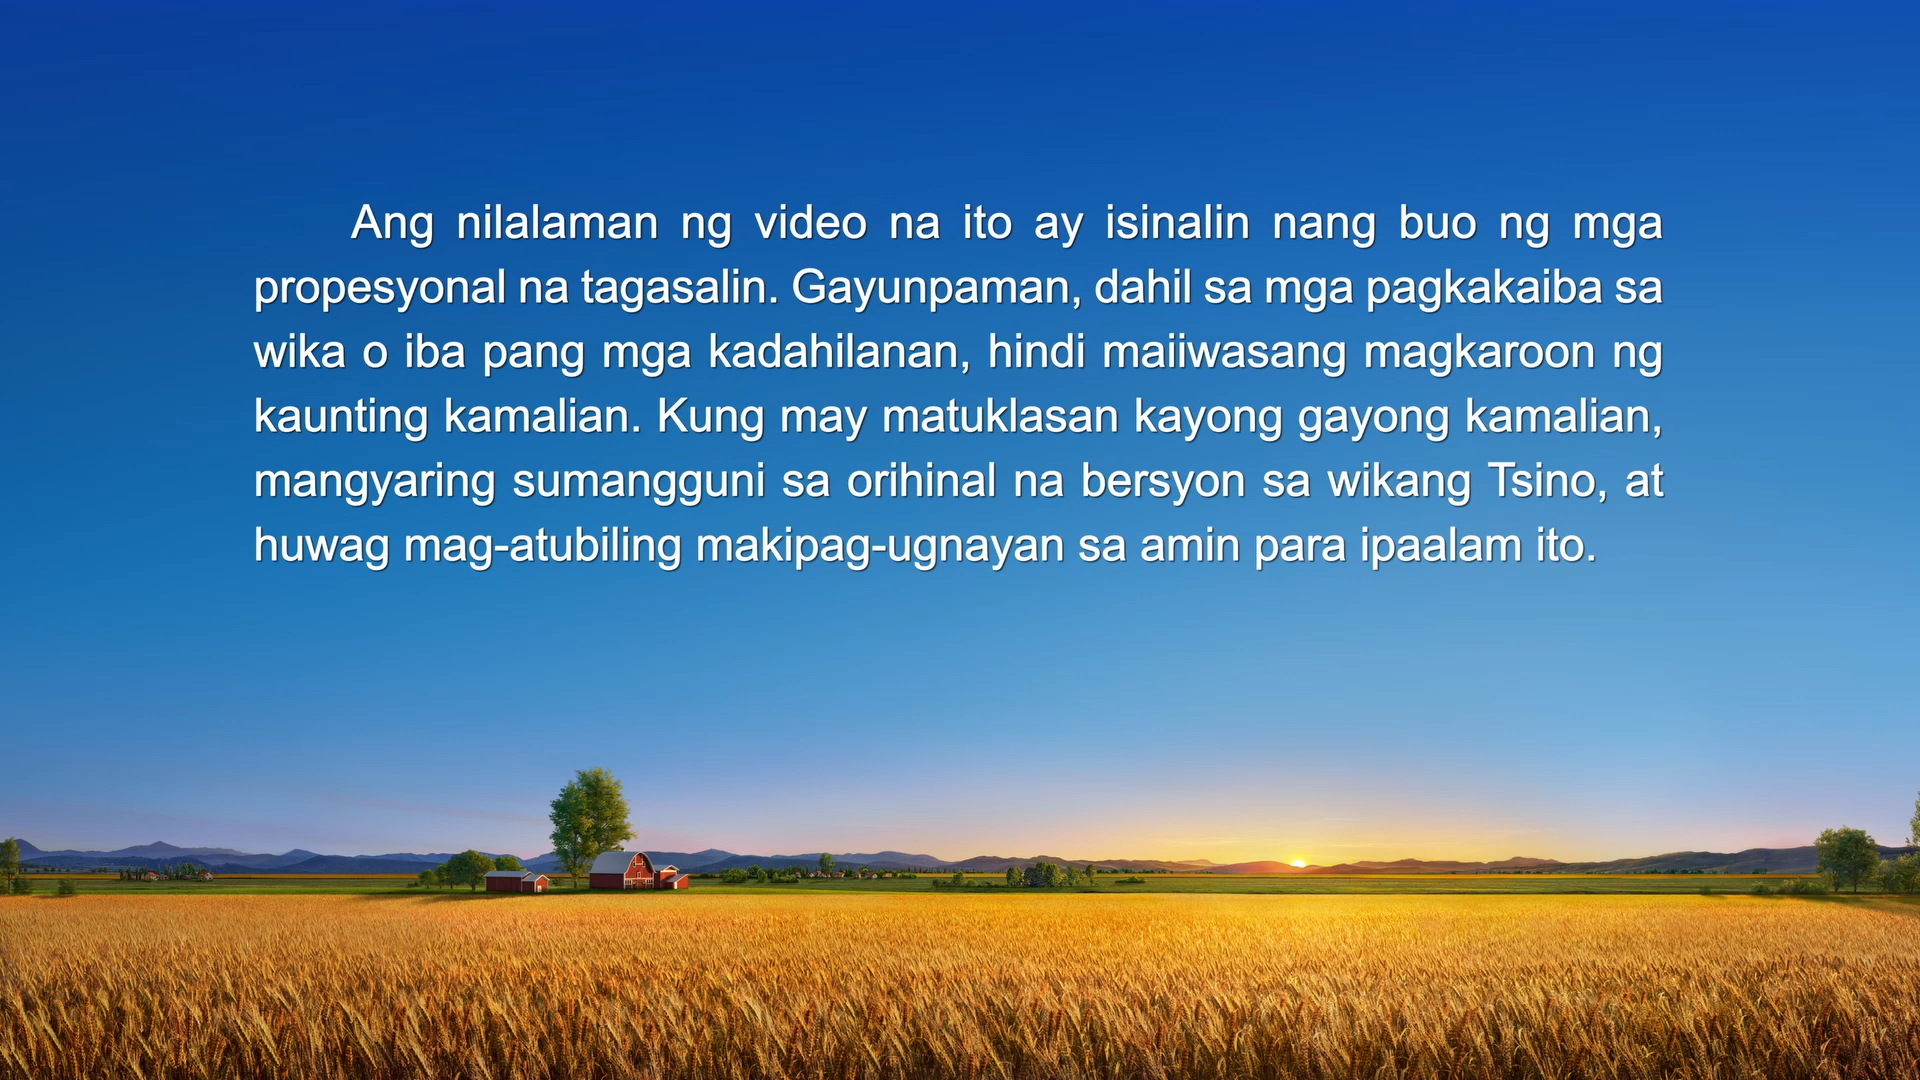 Ang nilalaman ng video na ito ay isinalin nang buo ng mga
propesyonal na tagasalin. Gayunpaman, dahil sa mga pagkakaiba sa
wika o iba pang mga kadahilanan, hindi maiiwasang magkaroon ng
kaunting kamalian. Kung may matuklasan kayong gayong kamalian,
mangyaring sumangguni sa orihinal na bersyon sa wikang Tsino, at
huwag mag-atubiling makipag-ugnayan sa amin para ipaalam ito.